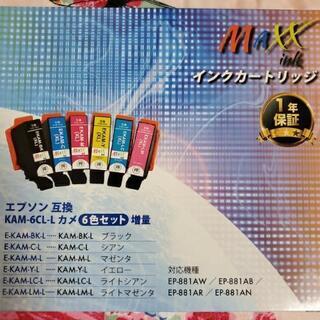 MAXX
ink
インクカートリッジ
1年
保証
エプソン 互換
KAM-6CL-L カメ 6色セット 増量
E-KAM-BK-L ····· KAM-BK-L ブラック
E-KAM-C-L ····· KAM-C-L シアン
E-KAM-M-L ····· KAM-M-L マゼンタ
E-KAM-Y-L ····· KAM-Y-L イエロー
E-KAM-LC-L ····· KAM-LC-L ライトシアン
E-KAM-LM-L ····· KAM-LM-L ライトマゼンタ
対応機種
EP-881AW / EP-881AB /
EP-881AR / EP-881AN